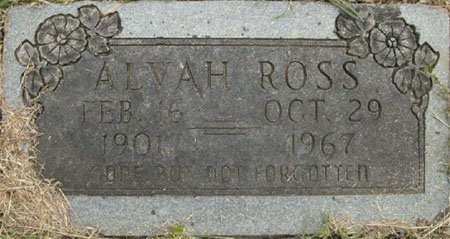 ALVAH ROSS
FEB. 16 — OCT. 29
1901 1967
GONE BUT NOT FORGOTTEN